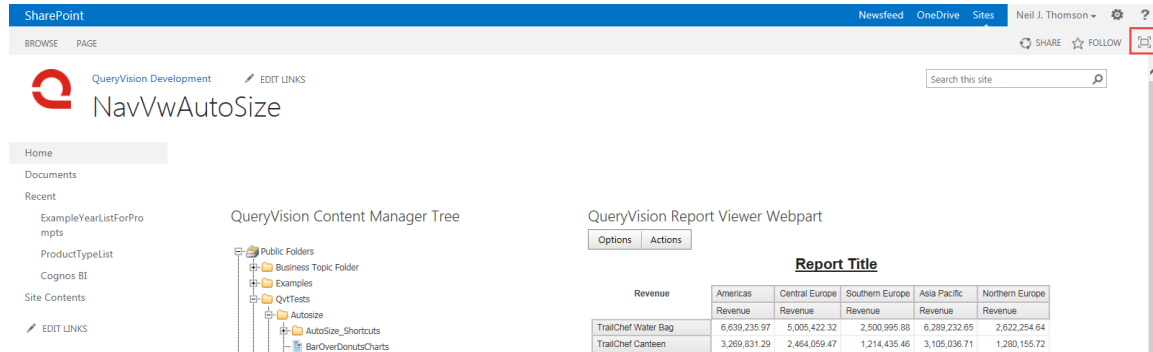 SharePoint Newsfeed OneDrive Sites Neil J. Thomson ?
BROWSE PAGE SHARE FOLLOW
QueryVision Development EDIT LINKS Search this site
NavVwAutoSize
Home
Documents
Recent
ExampleYearListForPro
mpts
ProductTypeList
Cognos BI
Site Contents
EDIT LINKS
QueryVision Content Manager Tree
Public Folders
Business Topic Folder
Examples
QvtTests
Autosize
AutoSize_Shortcuts
BarOverDonutsCharts
QueryVision Report Viewer Webpart
Options Actions
Report Title
Revenue Americas Central Europe Southern Europe Asia Pacific Northern Europe
Revenue Revenue Revenue Revenue Revenue
TrailChef Water Bag 6,639,235.97 5,005,422.32 2,500,995.88 6,289,232.65 2,622,254.64
TrailChef Canteen 3,269,831.29 2,464,059.47 1,214,435.46 3,105,036.71 1,280,155.72